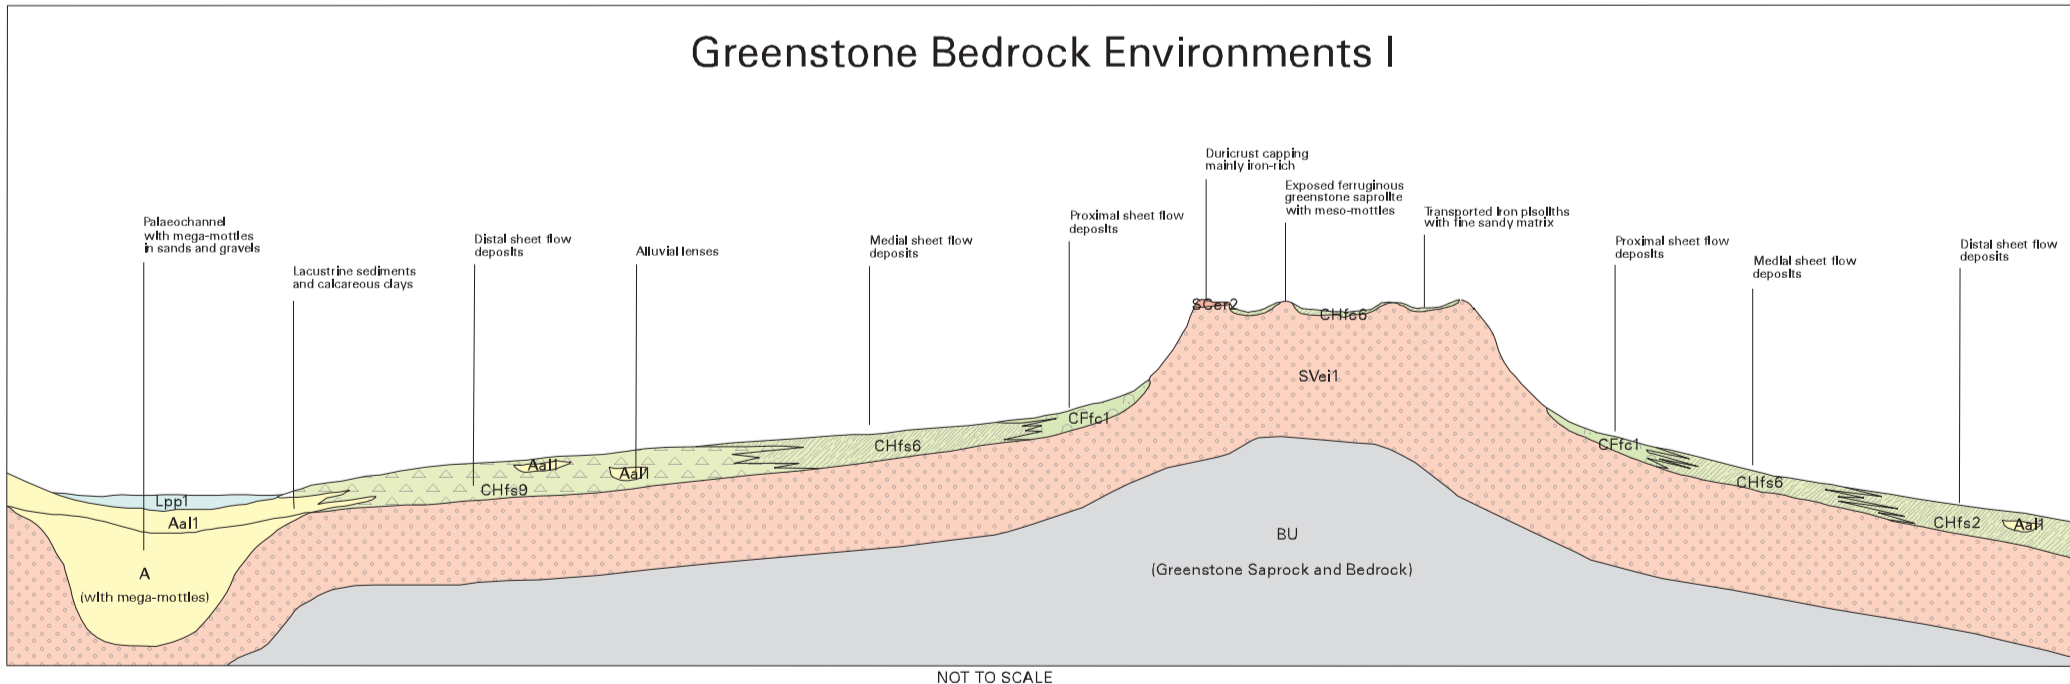 Greenstone Bedrock Environments I
Duricrust capping
mainly iron-rich
Exposed ferruginous
greenstone saprolite
with meso-mottles
Transported iron pisoliths
with fine sandy matrix
Proximal sheet flow
deposits
Palaeochannel
with mega-mottles
in sands and gravels
Distal sheet flow
deposits
Alluvial lenses
Medial sheet flow
deposits
Lacustrine sediments
and calcareous clays
Proximal sheet flow
deposits
Medial sheet flow
deposits
Distal sheet flow
deposits
SCer2
CHfc6
SVei1
CFfc1
CHfs6
Aal1
Aal1
CHfs9
Lpp1
Aal1
A
(with mega-mottles)
CFfc1
CHfs6
CHfs2
Aal1
BU
(Greenstone Saprock and Bedrock)
NOT TO SCALE